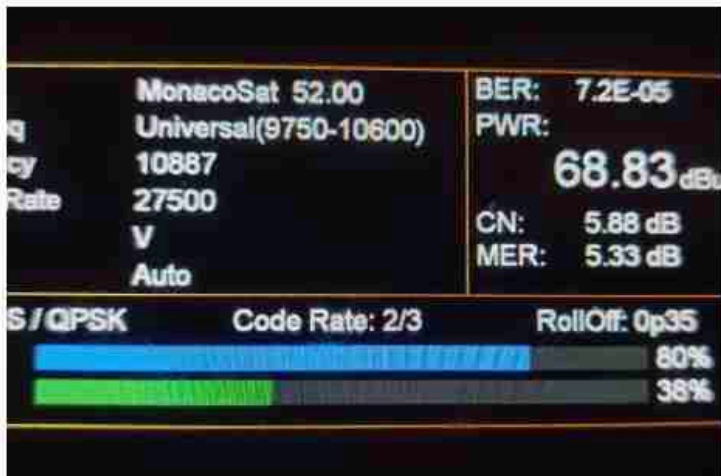 MonacoSat 52.00
q Universal(9750-10600)
cy 10887
Rate 27500
V
Auto
BER: 7.2E-05
PWR:
68.83 dBu
CN: 5.88 dB
MER: 5.33 dB
S / QPSK Code Rate: 2/3 RollOff: 0p35
80%
38%